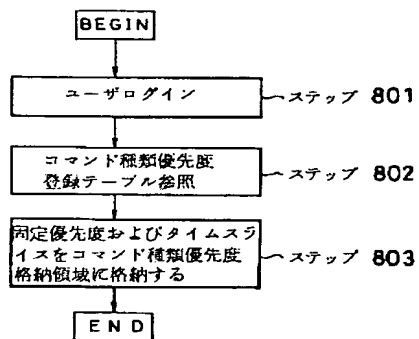 BEGIN
ユーザログイン
ステップ 801
コマンド種類優先度
登録テーブル参照
ステップ 802
固定優先度およびタイムスラ
イスをコマンド種類優先度
格納領域に格納する
ステップ 803
END